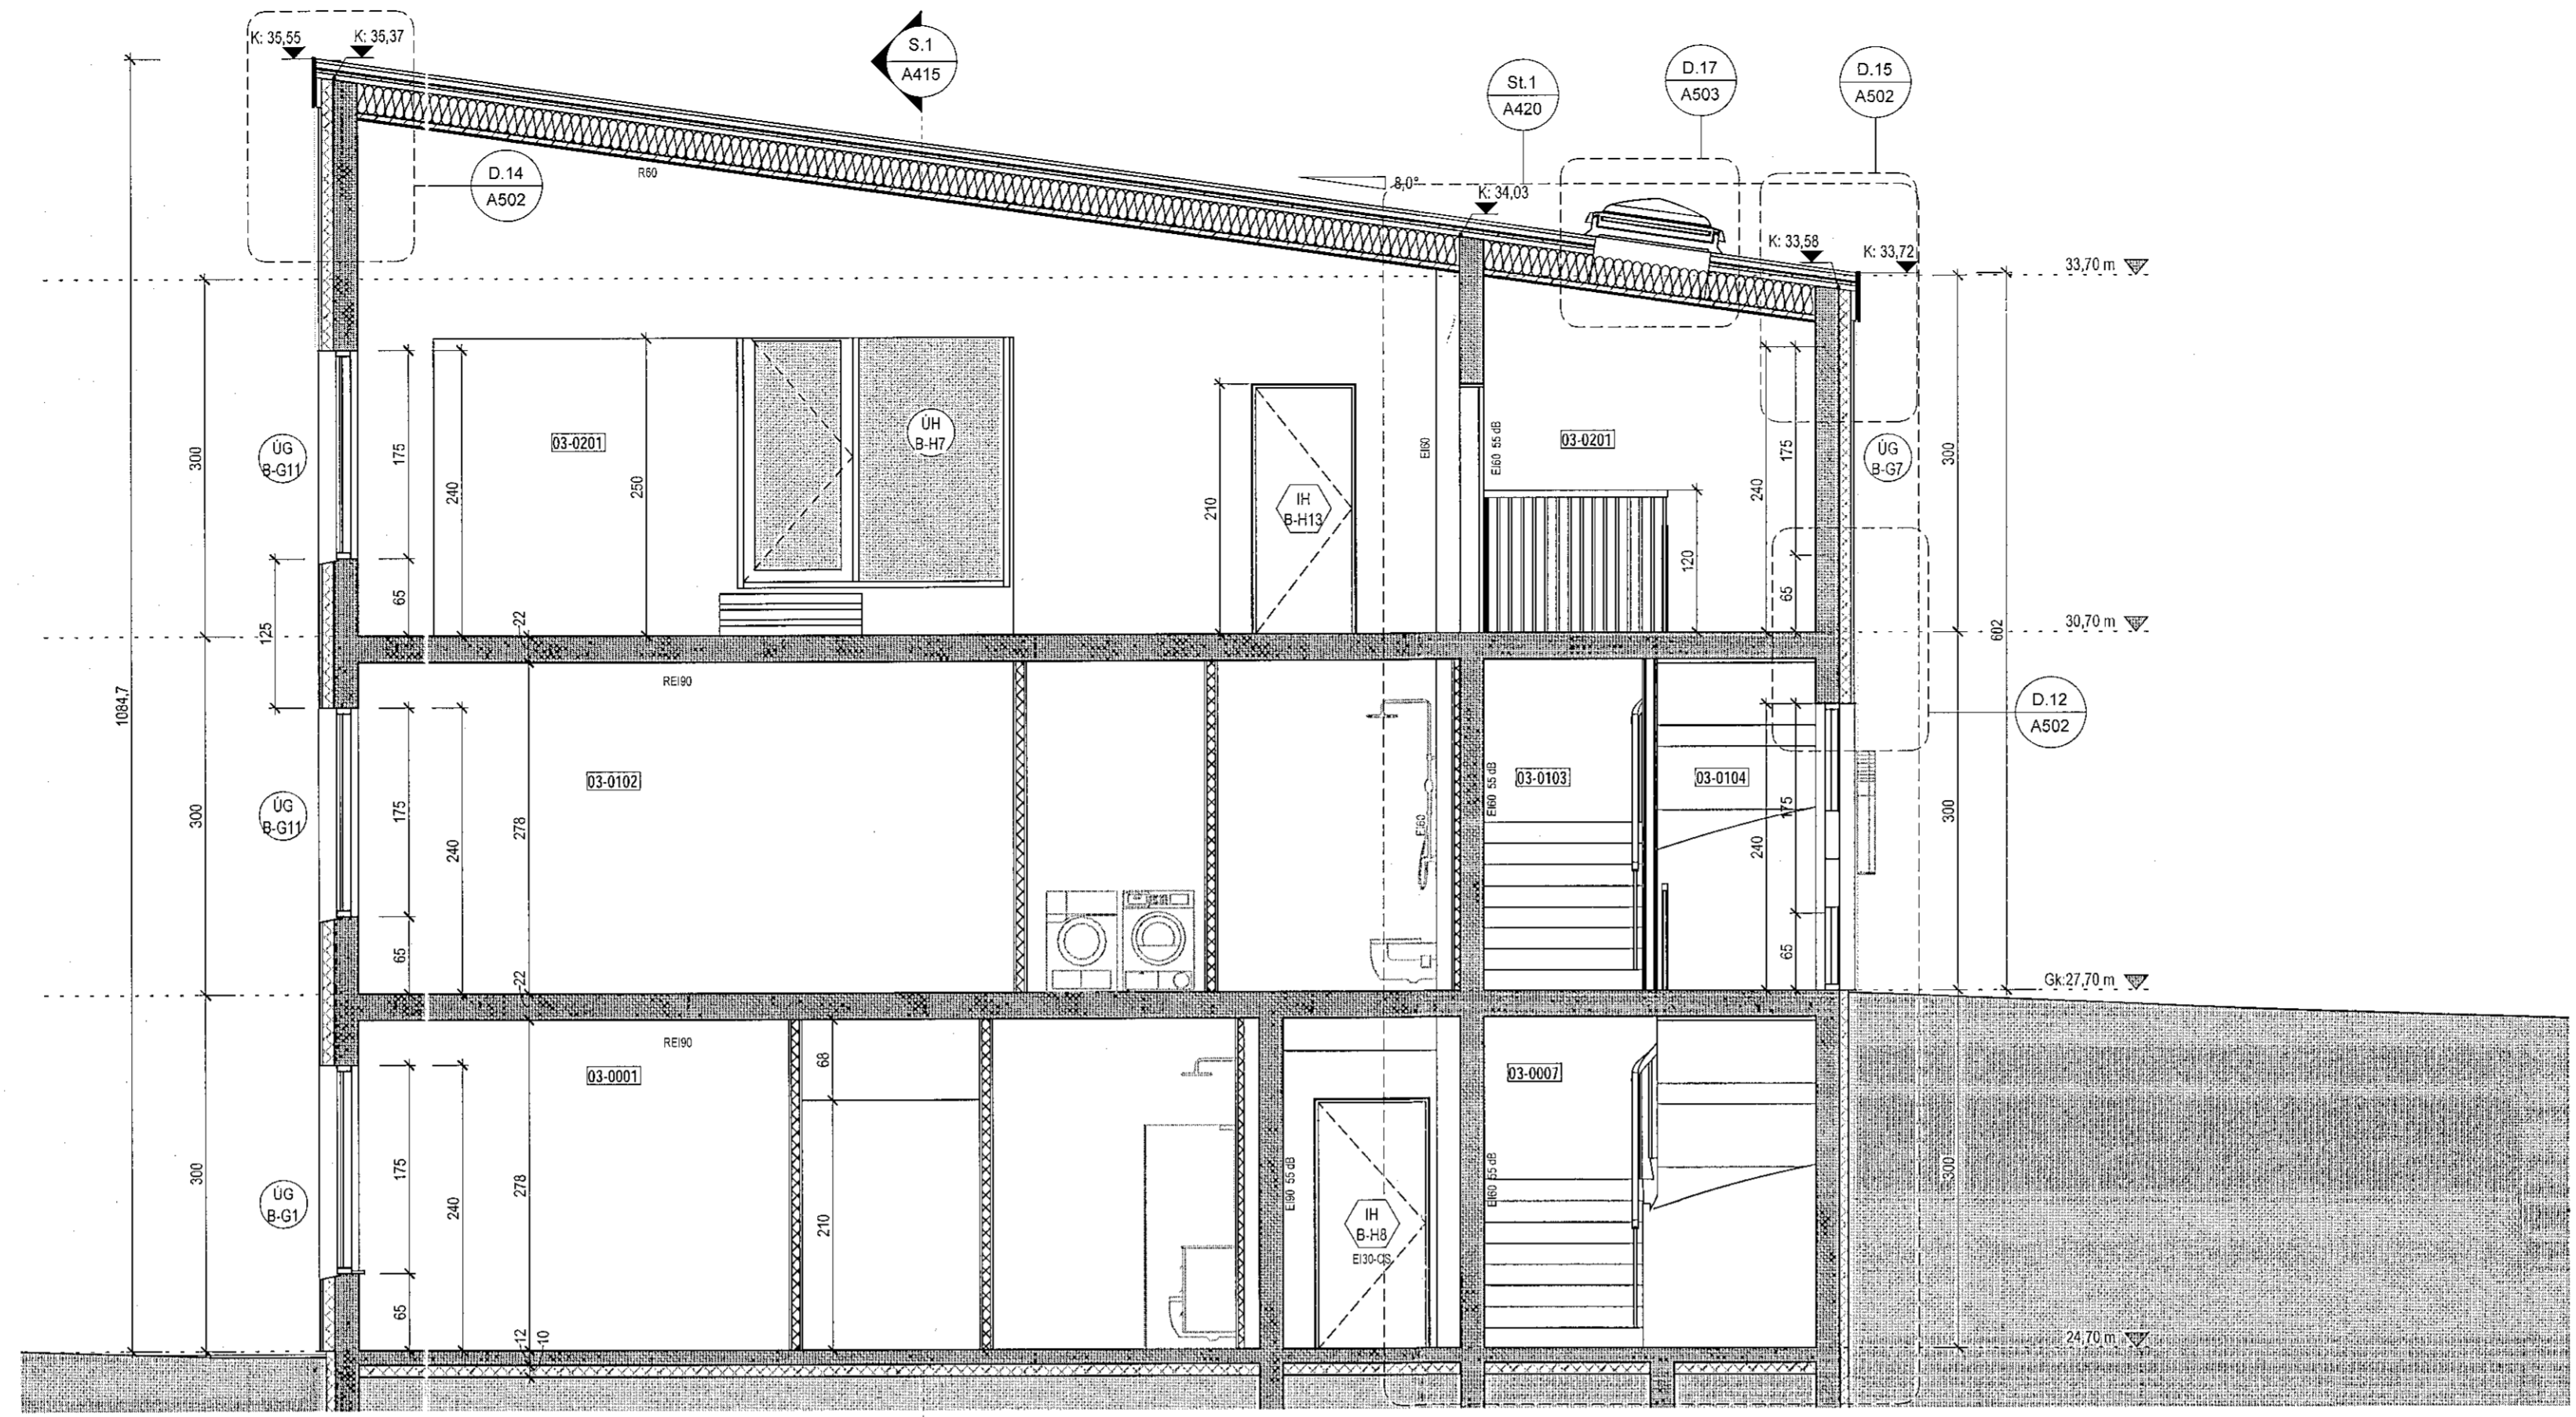 K: 35,55
K: 35,37
S.1
A415
St.1
A420
D.17
A503
D.15
A502
D.14
A502
R60
8,0°
K: 34,03
K: 33,58
K: 33,72
33,70 m
ÚG
B-G11
300
175
240
65
125
03-0201
250
22
ÚH
B-H7
210
IH
B-H13
EI60
EI60 55 dB
03-0201
120
240
175
65
ÚG
B-G7
300
30,70 m
602
1084,7
REI90
ÚG
B-G11
300
175
240
65
03-0102
278
22
EI60
EI60 55 dB
03-0103
03-0104
240
175
65
300
D.12
A502
Gk:27,70 m
REI90
ÚG
B-G1
300
175
240
65
03-0001
278
12
10
68
210
EI90 55 dB
IH
B-H8
EI30-CS
EI60 55 dB
03-0007
300
24,70 m